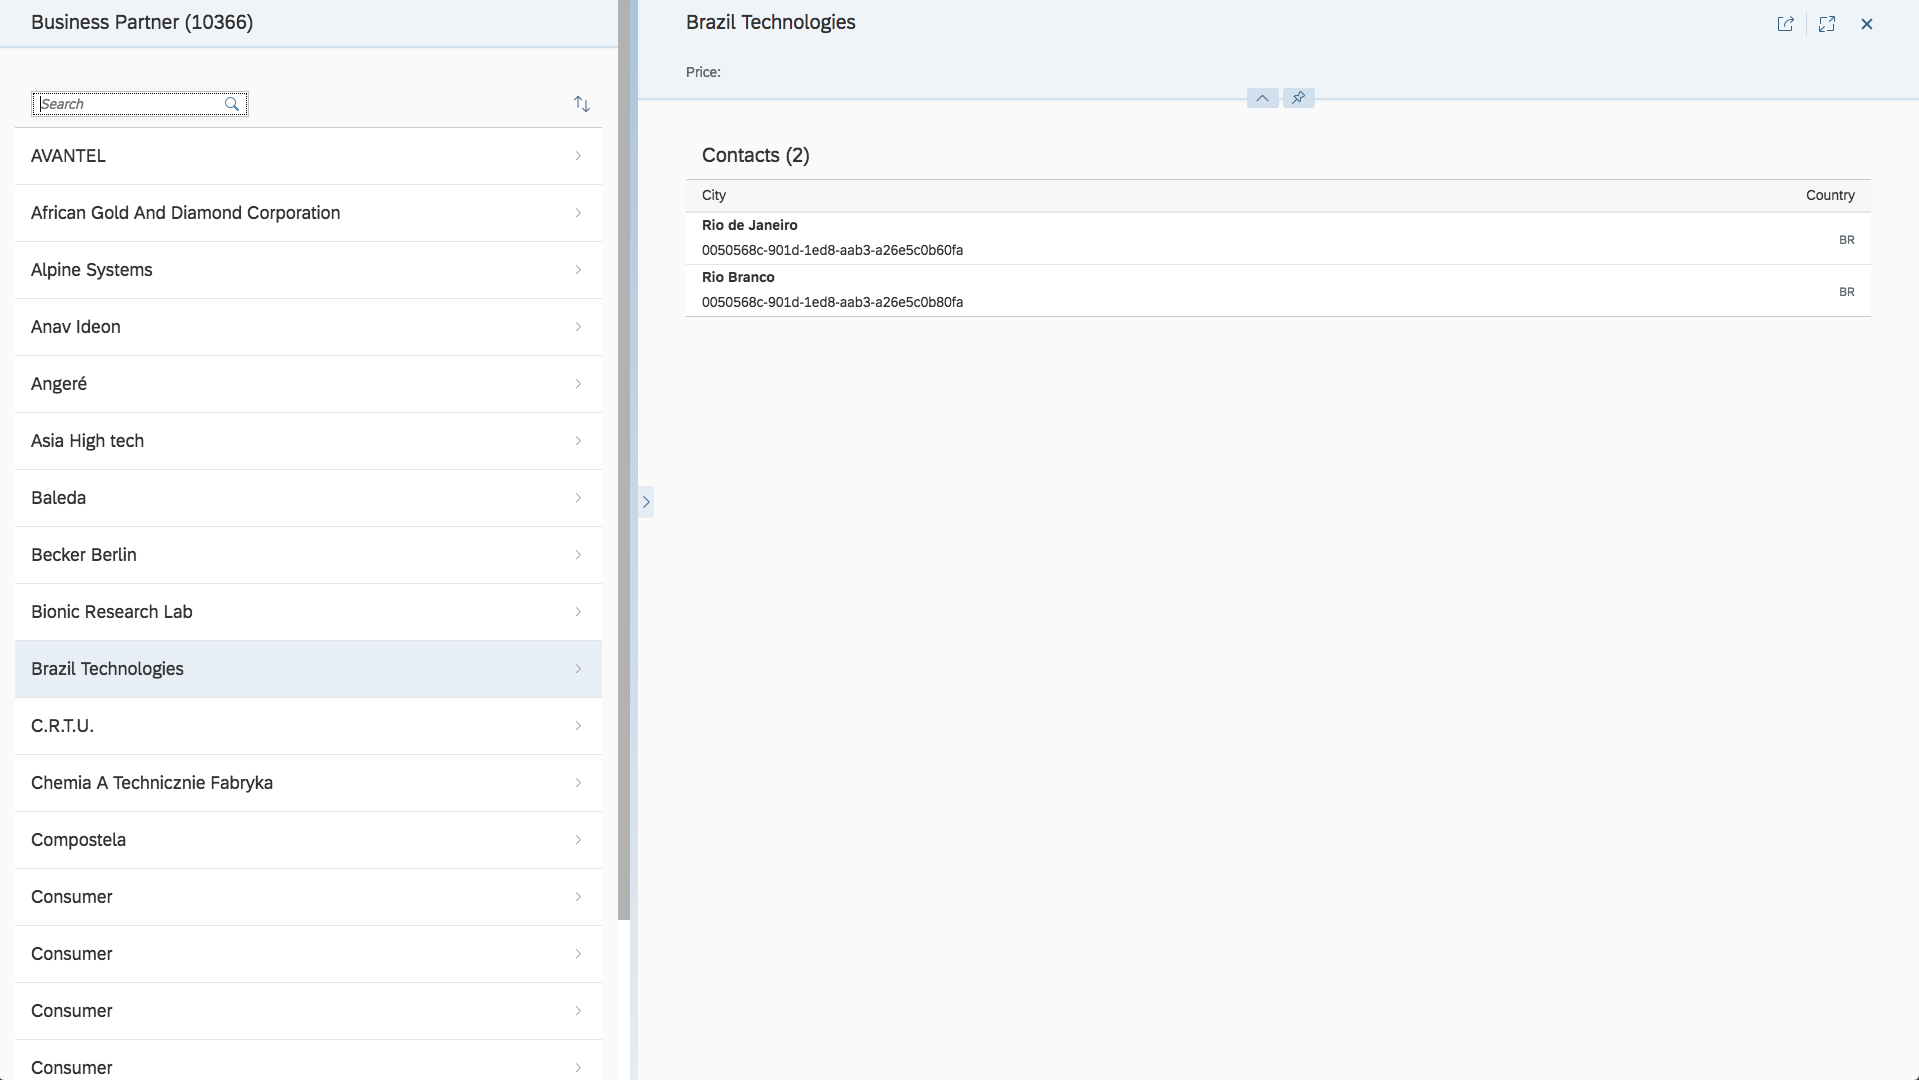 Business Partner (10366)
Search
AVANTEL
African Gold And Diamond Corporation
Alpine Systems
Anav Ideon
Angeré
Asia High tech
Baleda
Becker Berlin
Bionic Research Lab
Brazil Technologies
C.R.T.U.
Chemia A Technicznie Fabryka
Compostela
Consumer
Consumer
Consumer
Consumer
Brazil Technologies
Price:
Contacts (2)
City Country
Rio de Janeiro
0050568c-901d-1ed8-aab3-a26e5c0b60fa
BR
Rio Branco
0050568c-901d-1ed8-aab3-a26e5c0b80fa
BR